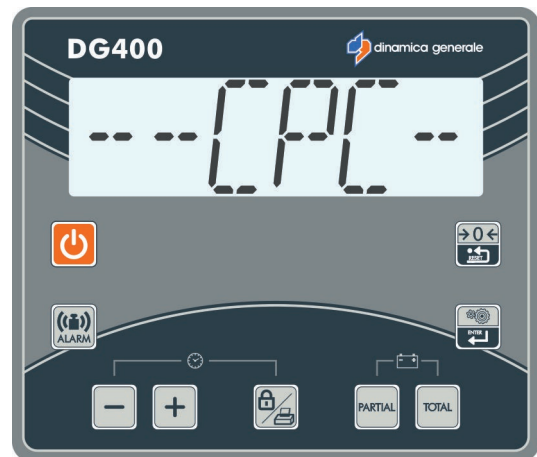 DG400
dinamica generale
-- --CPC--
→0←
RESET
ALARM
ENTER
− +
PARTIAL TOTAL